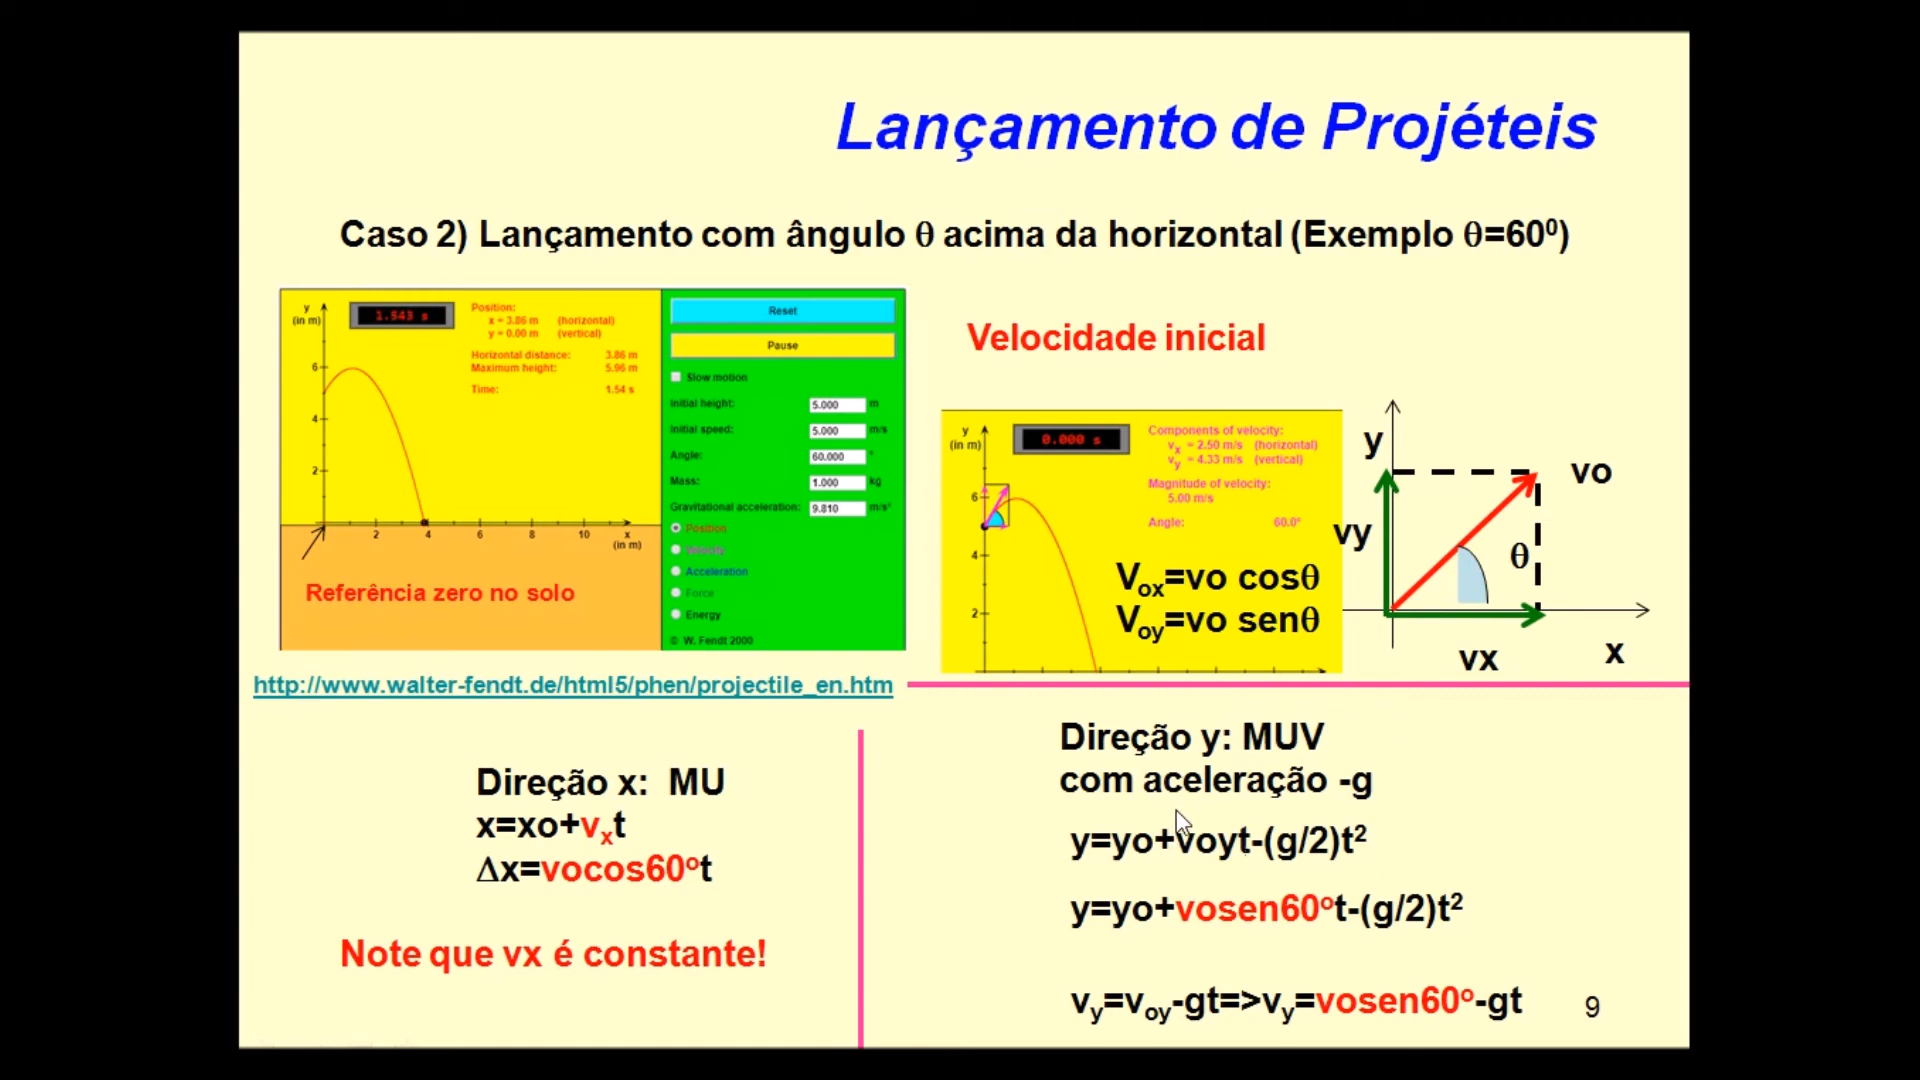 Lançamento de Projéteis
Caso 2) Lançamento com ângulo θ acima da horizontal (Exemplo θ=60⁰)
y
(in m)
1.543 s
Position:
x = 3.86 m (horizontal)
y = 0.00 m (vertical)
Horizontal distance: 3.86 m
Maximum height: 5.96 m
Time: 1.54 s
6
4
2
2
4
6
8
10
x
(in m)
Referência zero no solo
Reset
Pause
Slow motion
Initial height: 5.000 m
Initial speed: 5.000 m/s
Angle: 60.000 °
Mass: 1.000 kg
Gravitational acceleration: 9.810 m/s²
Position
Velocity
Acceleration
Force
Energy
© W. Fendt 2000
http://www.walter-fendt.de/html5/phen/projectile_en.htm
Velocidade inicial
y
(in m)
0.000 s
Components of velocity:
vx = 2.50 m/s (horizontal)
vy = 4.33 m/s (vertical)
Magnitude of velocity:
5.00 m/s
Angle: 60.0°
6
4
2
Vox=vo cosθ
Voy=vo senθ
y
vo
vy
θ
vx
x
Direção x: MU
x=xo+vxt
Δx=vocos60ºt
Note que vx é constante!
Direção y: MUV
com aceleração -g
y=yo+voyt-(g/2)t²
y=yo+vosen60ºt-(g/2)t²
vy=voy-gt=>vy=vosen60º-gt
9